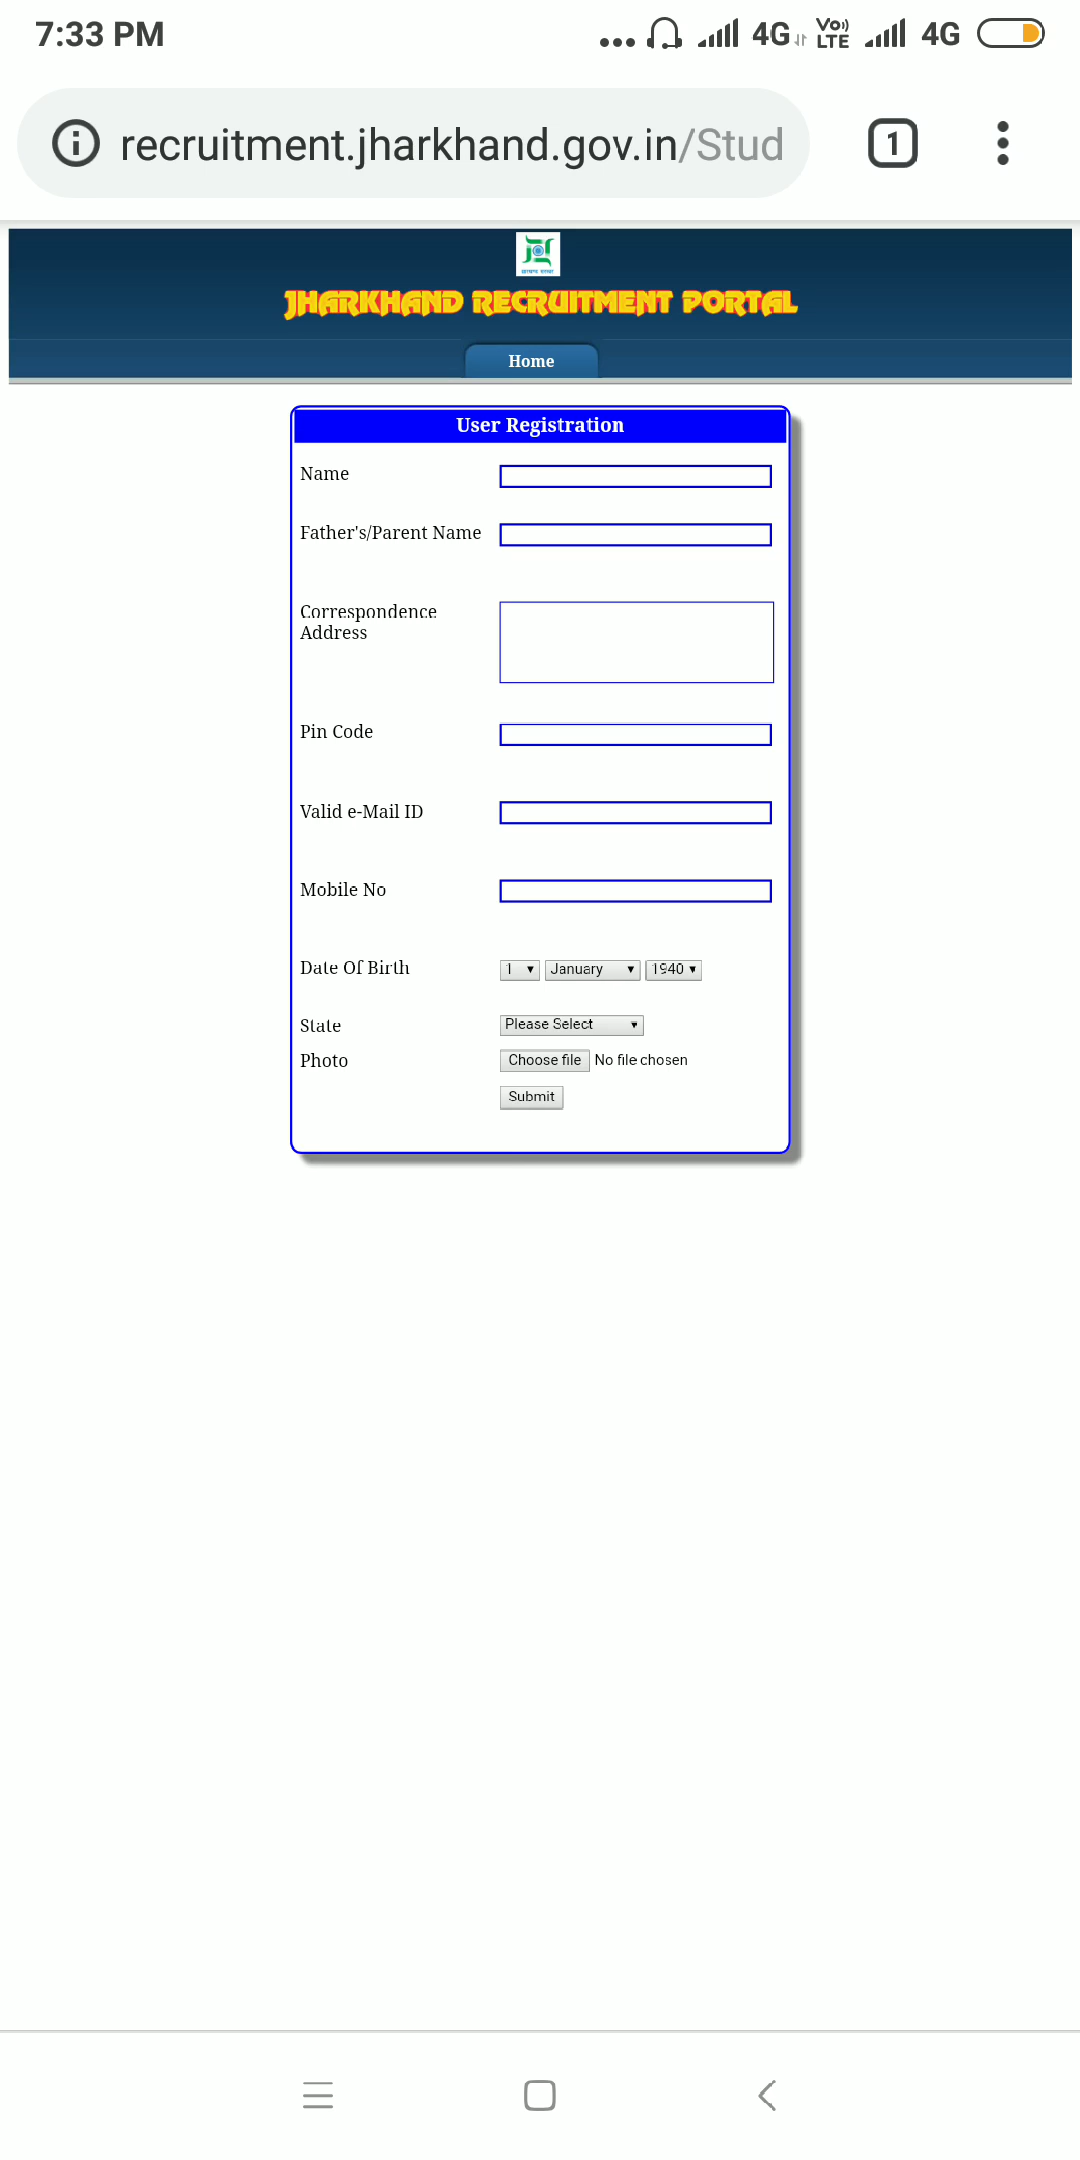 7:33 PM
4G
Vo))
LTE
4G
recruitment.jharkhand.gov.in/Stud
1
झारखण्ड सरकार
JHARKHAND RECRUITMENT PORTAL
Home
User Registration
Name
Father's/Parent Name
Correspondence
Address
Pin Code
Valid e-Mail ID
Mobile No
Date Of Birth
1 January 1940
State
Please Select
Photo
Choose file No file chosen
Submit